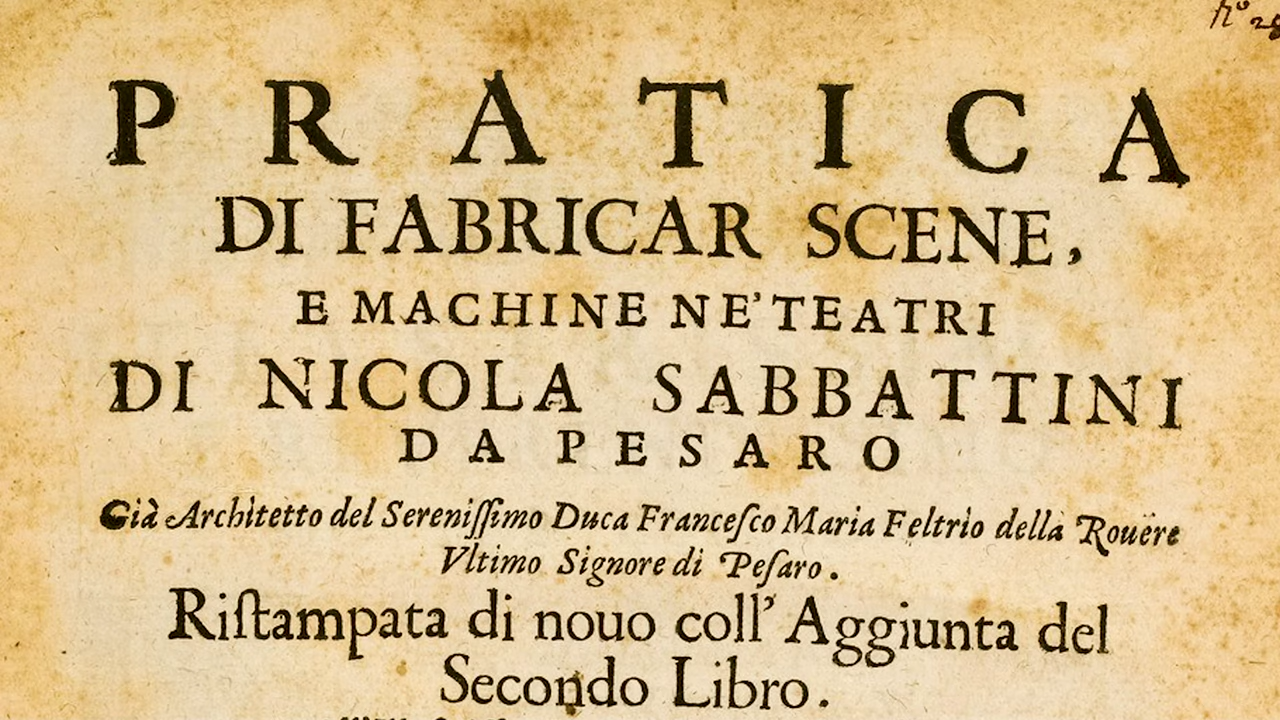 PRATICA
DI FABRICAR SCENE,
E MACHINE NE'TEATRI
DI NICOLA SABBATTINI
DA PESARO
Già Architetto del Sereniſſimo Duca Franceſco Maria Feltrio della Rouere
Vltimo Signore di Peſaro.
Riſtampata di nouo coll'Aggiunta del
Secondo Libro.